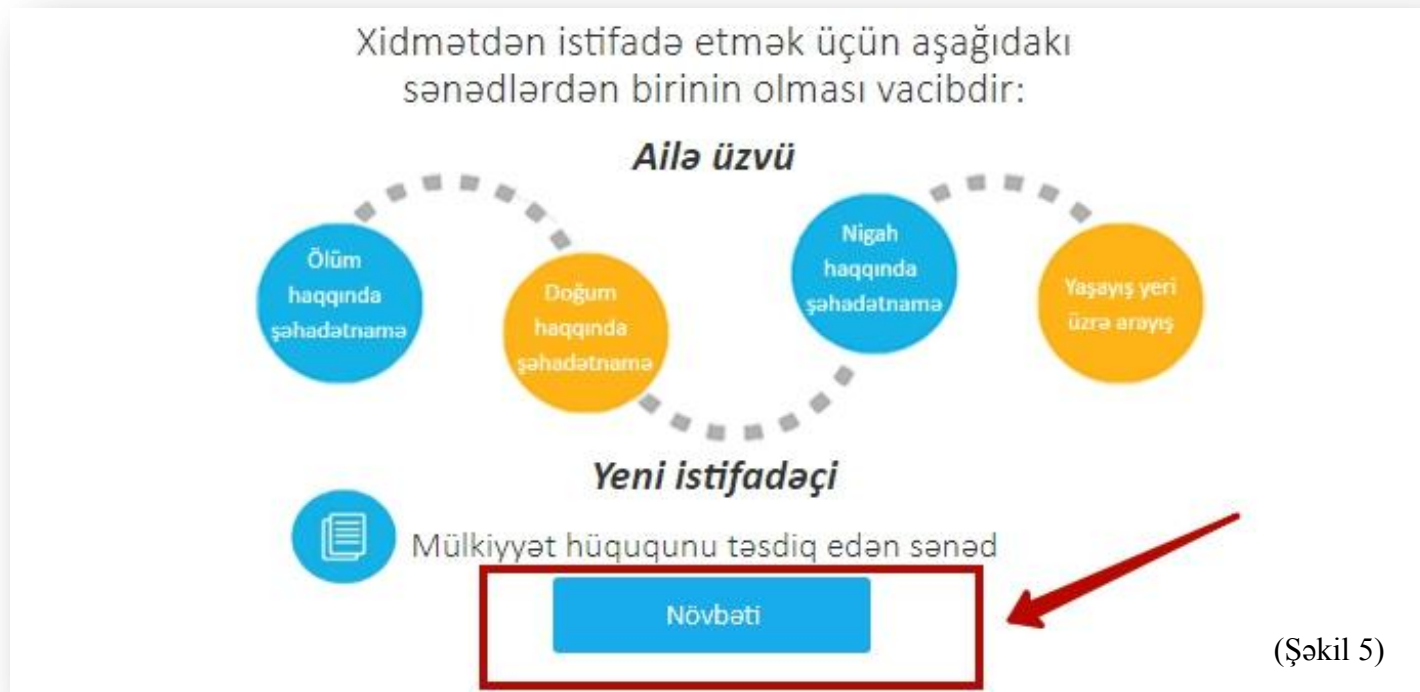 Xidmətdən istifadə etmək üçün aşağıdakı
sənədlərdən birinin olması vacibdir:
Ailə üzvü
Ölüm
haqqında
şəhadətnamə
Doğum
haqqında
şəhadətnamə
Nigah
haqqında
şəhadətnamə
Yaşayış yeri
üzrə arayış
Yeni istifadəçi
Mülkiyyət hüququnu təsdiq edən sənəd
Növbəti
(Şəkil 5)